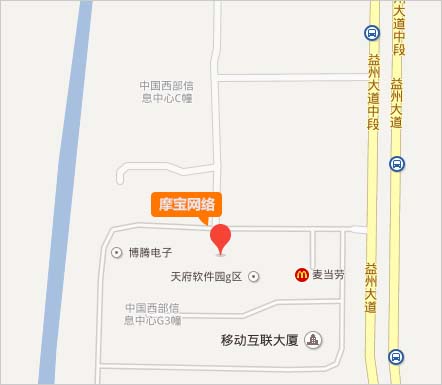 益州大道中段
益州大道中段
益州大道
中国西部信
息中心C幢
摩宝网络
博腾电子
天府软件园g区
麦当劳
益州大道
中国西部信
息中心G3幢
移动互联大厦